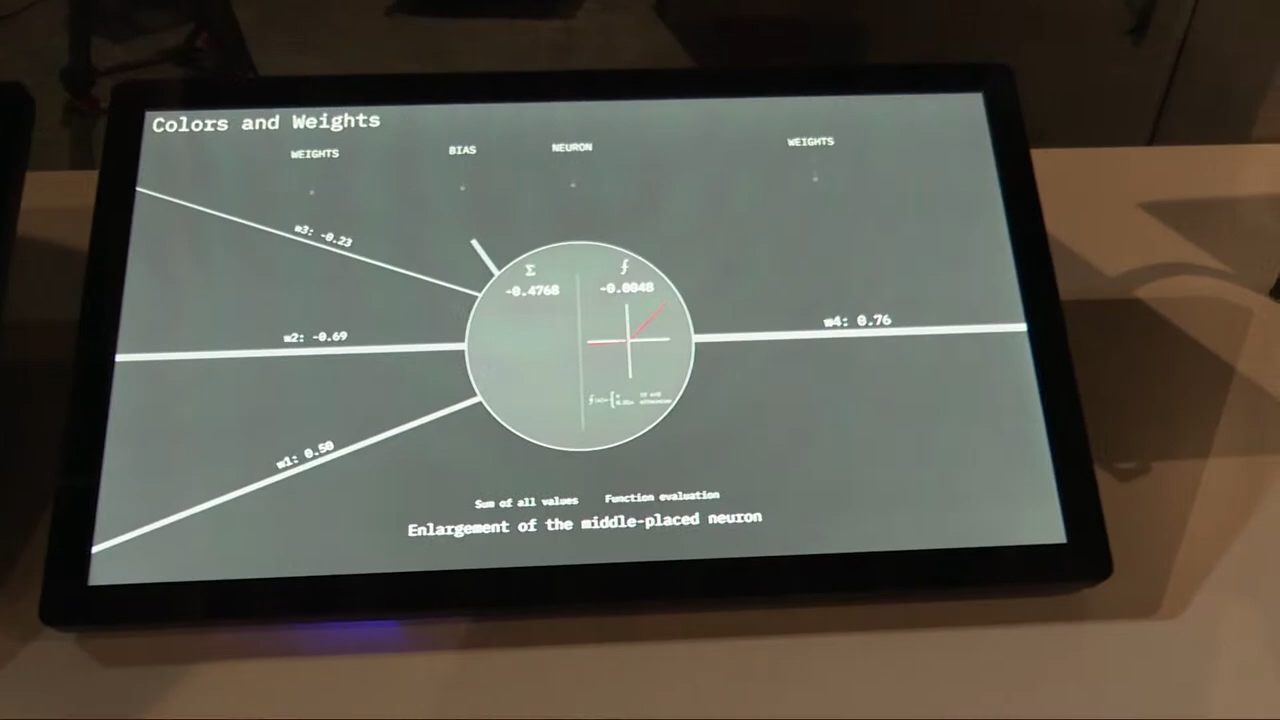 Colors and Weights
WEIGHTS
BIAS
NEURON
WEIGHTS
w3: -0.23
Σ
-0.4768
f
-0.0048
w2: -0.69
w4: 0.76
w1: 0.50
Sum of all values
Function evaluation
Enlargement of the middle-placed neuron